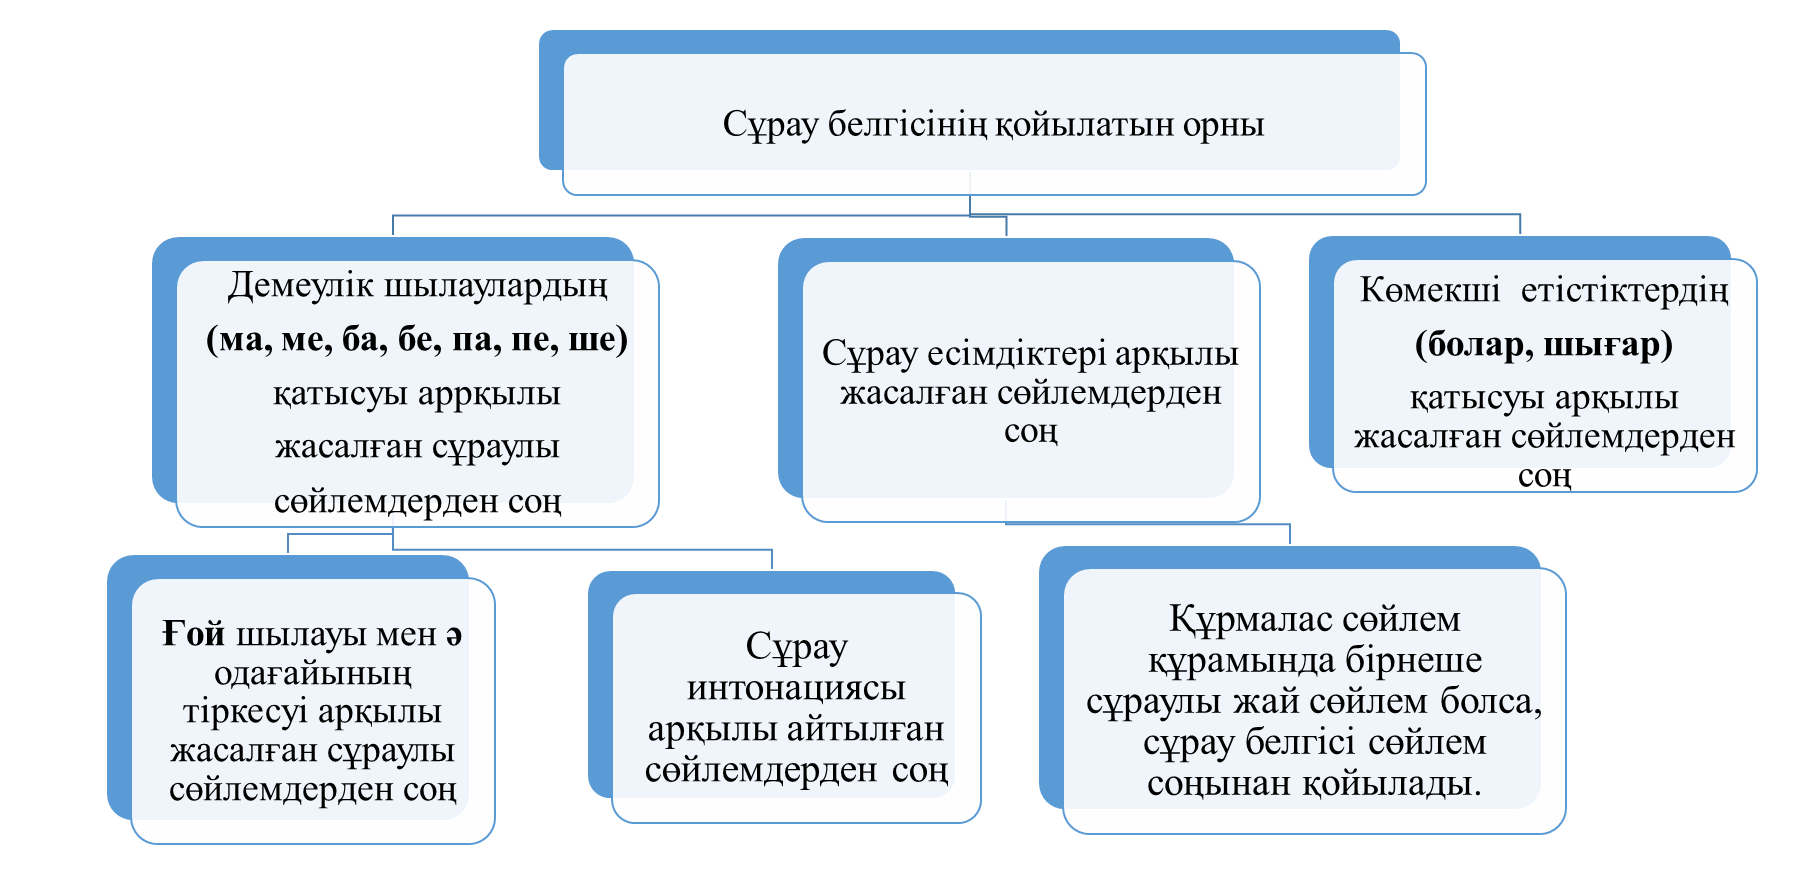 Сұрау белгісінің қойылатын орны
Демеулік шылаулардың
(ма, ме, ба, бе, па, пе, ше)
қатысуы аррқылы
жасалған сұраулы
сөйлемдерден соң
Сұрау есімдіктері арқылы
жасалған сөйлемдерден
соң
Көмекші етістіктердің
(болар, шығар)
қатысуы арқылы
жасалған сөйлемдерден
соң
Ғой шылауы мен ә
одағайының
тіркесуі арқылы
жасалған сұраулы
сөйлемдерден соң
Сұрау
интонациясы
арқылы айтылған
сөйлемдерден соң
Құрмалас сөйлем
құрамында бірнеше
сұраулы жай сөйлем болса,
сұрау белгісі сөйлем
соңынан қойылады.